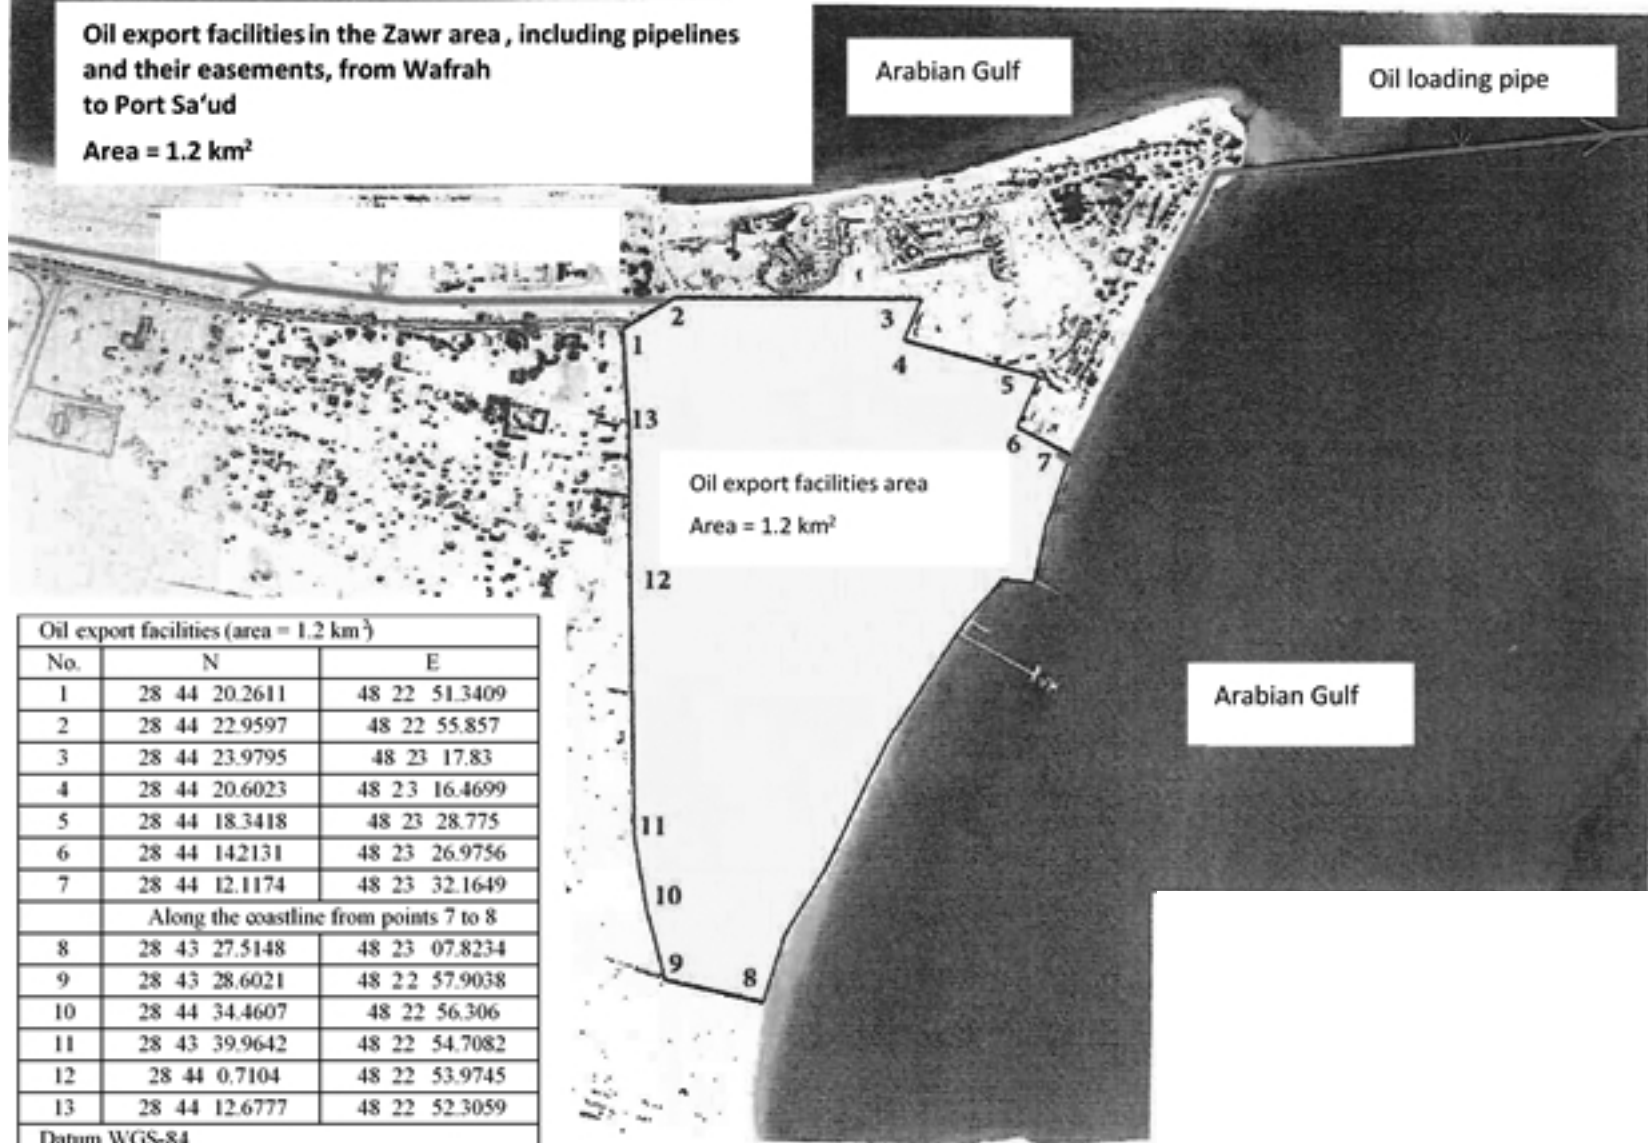 Oil export facilities in the Zawr area, including pipelines
and their easements, from Wafrah
to Port Sa‘ud
Area = 1.2 km²
Arabian Gulf
Oil loading pipe
2
3
1
4
5
13
6
7
Oil export facilities area
Area = 1.2 km²
12
Arabian Gulf
11
10
9
8
Oil export facilities (area = 1.2 km²)
No. N E
1 28 44 20.2611 48 22 51.3409
2 28 44 22.9597 48 22 55.857
3 28 44 23.9795 48 23 17.83
4 28 44 20.6023 48 23 16.4699
5 28 44 18.3418 48 23 28.775
6 28 44 142131 48 23 26.9756
7 28 44 12.1174 48 23 32.1649
Along the coastline from points 7 to 8
8 28 43 27.5148 48 23 07.8234
9 28 43 28.6021 48 22 57.9038
10 28 44 34.4607 48 22 56.306
11 28 43 39.9642 48 22 54.7082
12 28 44 0.7104 48 22 53.9745
13 28 44 12.6777 48 22 52.3059
Datum WGS-84